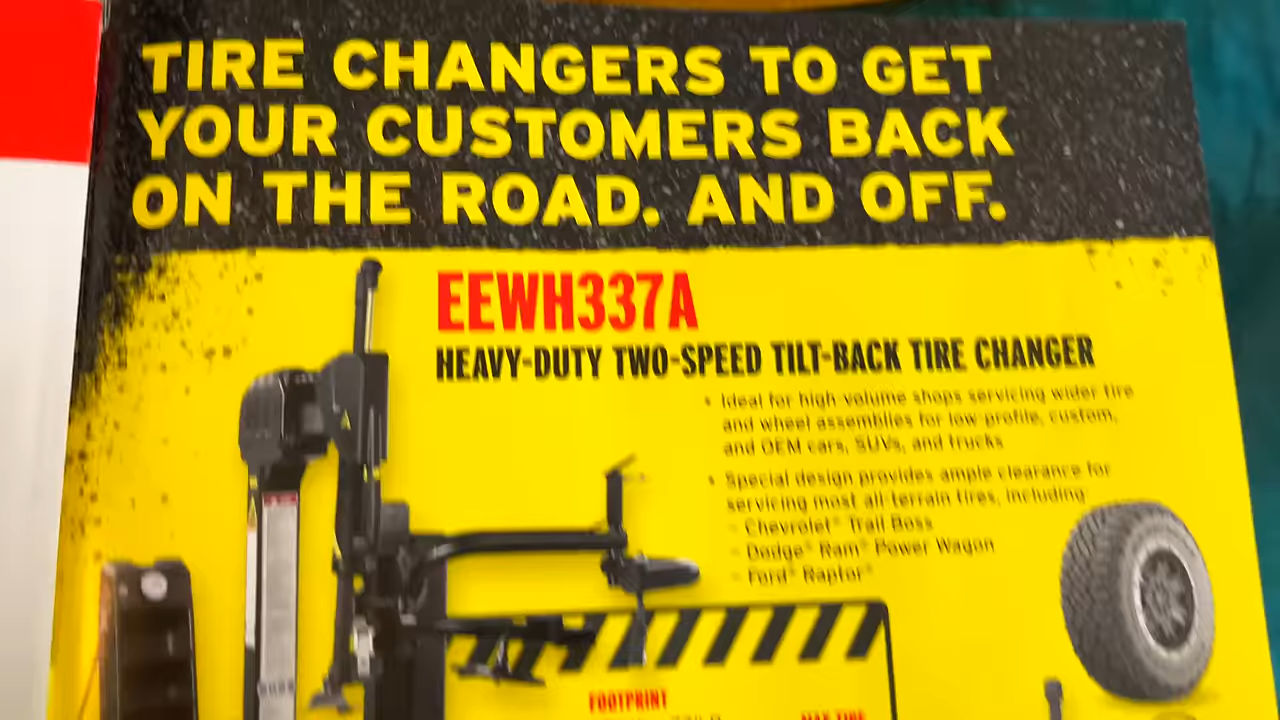 TIRE CHANGERS TO GET
YOUR CUSTOMERS BACK
ON THE ROAD. AND OFF.
EEWH337A
HEAVY-DUTY TWO-SPEED TILT-BACK TIRE CHANGER
• Ideal for high volume shops servicing wider tire
and wheel assemblies for low profile, custom,
and OEM cars, SUVs, and trucks
• Special design provides ample clearance for
servicing most all-terrain tires, including
– Chevrolet® Trail Boss
– Dodge® Ram® Power Wagon
– Ford® Raptor®
FOOTPRINT
MAX TIRE